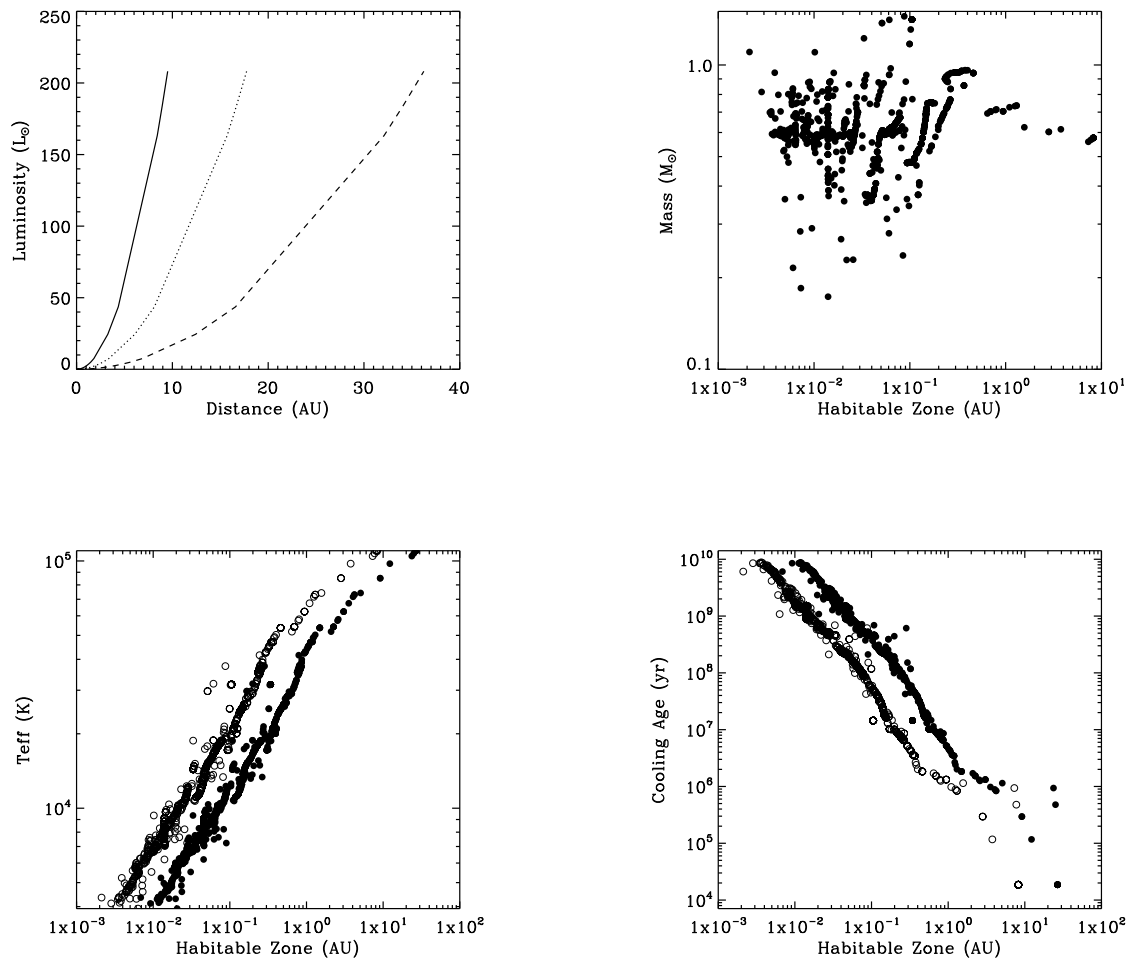 250
200
150
100
50
0
Luminosity (L☉)
0 10 20 30 40
Distance (AU)
1.0
0.1
Mass (M☉)
1x10⁻³ 1x10⁻² 1x10⁻¹ 1x10⁰ 1x10¹
Habitable Zone (AU)
10⁵
10⁴
Teff (K)
1x10⁻³ 1x10⁻² 1x10⁻¹ 1x10⁰ 1x10¹ 1x10²
Habitable Zone (AU)
10¹⁰
10⁹
10⁸
10⁷
10⁶
10⁵
10⁴
Cooling Age (yr)
1x10⁻³ 1x10⁻² 1x10⁻¹ 1x10⁰ 1x10¹ 1x10²
Habitable Zone (AU)